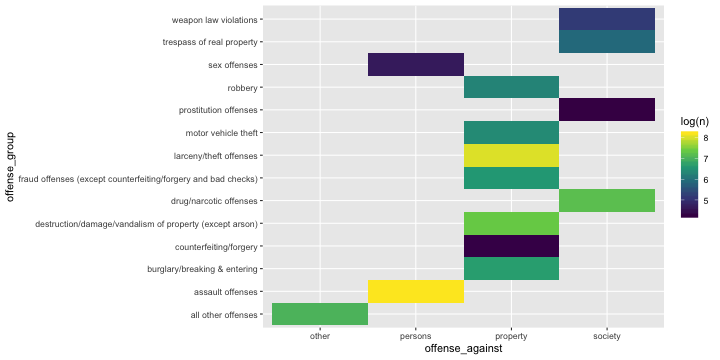 weapon law violations
trespass of real property
sex offenses
robbery
prostitution offenses
motor vehicle theft
larceny/theft offenses
fraud offenses (except counterfeiting/forgery and bad checks)
drug/narcotic offenses
destruction/damage/vandalism of property (except arson)
counterfeiting/forgery
burglary/breaking & entering
assault offenses
all other offenses
offense_group
other persons property society
offense_against
log(n)
8
7
6
5